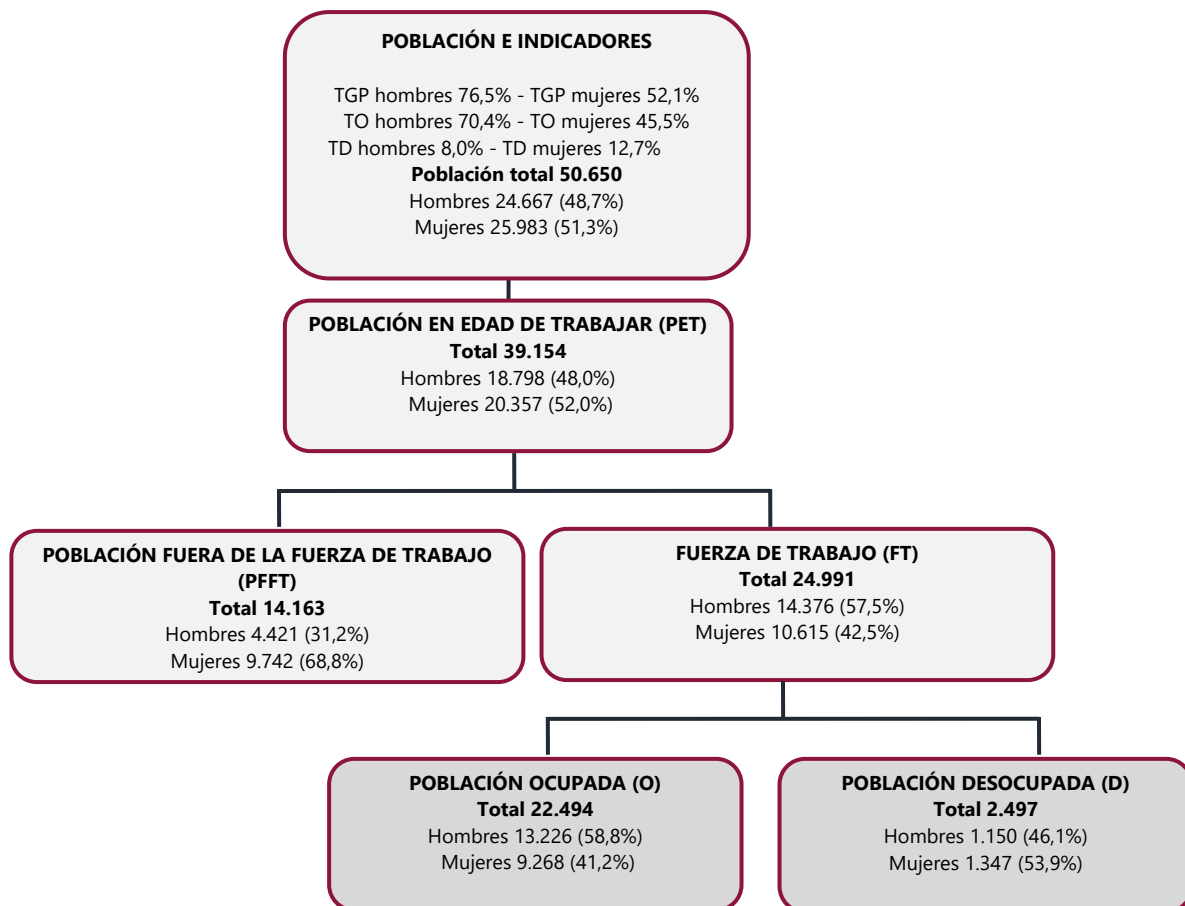 POBLACIÓN E INDICADORES
TGP hombres 76,5% - TGP mujeres 52,1%
TO hombres 70,4% - TO mujeres 45,5%
TD hombres 8,0% - TD mujeres 12,7%
Población total 50.650
Hombres 24.667 (48,7%)
Mujeres 25.983 (51,3%)
POBLACIÓN EN EDAD DE TRABAJAR (PET)
Total 39.154
Hombres 18.798 (48,0%)
Mujeres 20.357 (52,0%)
POBLACIÓN FUERA DE LA FUERZA DE TRABAJO
(PFFT)
Total 14.163
Hombres 4.421 (31,2%)
Mujeres 9.742 (68,8%)
FUERZA DE TRABAJO (FT)
Total 24.991
Hombres 14.376 (57,5%)
Mujeres 10.615 (42,5%)
POBLACIÓN OCUPADA (O)
Total 22.494
Hombres 13.226 (58,8%)
Mujeres 9.268 (41,2%)
POBLACIÓN DESOCUPADA (D)
Total 2.497
Hombres 1.150 (46,1%)
Mujeres 1.347 (53,9%)